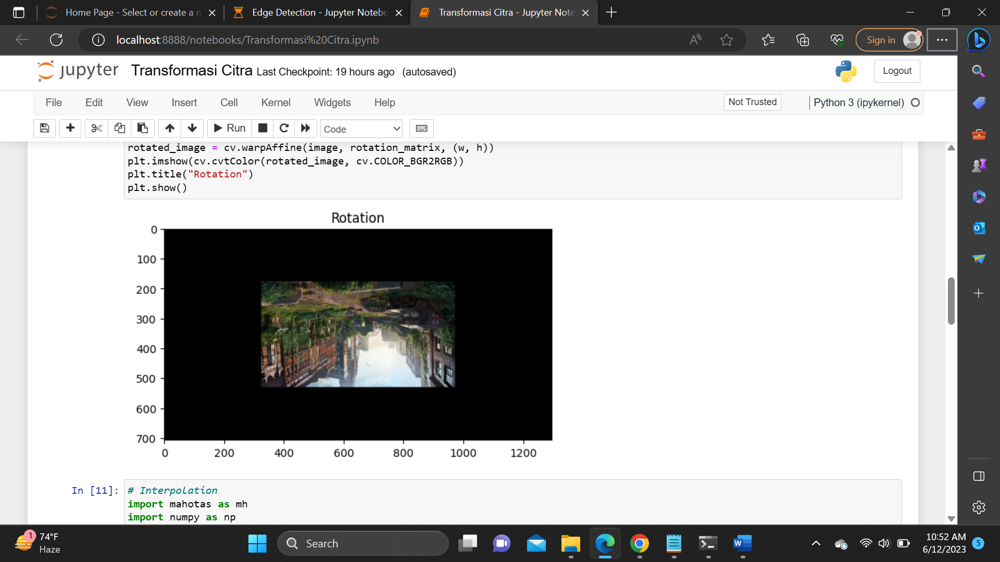 Home Page - Select or create a n
Edge Detection - Jupyter Notebo
Transformasi Citra - Jupyter Note
localhost:8888/notebooks/Transformasi%20Citra.ipynb
Sign in
jupyter Transformasi Citra Last Checkpoint: 19 hours ago (autosaved)
Logout
File Edit View Insert Cell Kernel Widgets Help
Not Trusted
Python 3 (ipykernel)
Run
Code
rotated_image = cv.warpAffine(image, rotation_matrix, (w, h))
plt.imshow(cv.cvtColor(rotated_image, cv.COLOR_BGR2RGB))
plt.title("Rotation")
plt.show()
Rotation
0
100
200
300
400
500
600
700
0 200 400 600 800 1000 1200
In [11]:
# Interpolation
import mahotas as mh
import numpy as np
1
74°F
Haze
Search
10:52 AM
6/12/2023
5